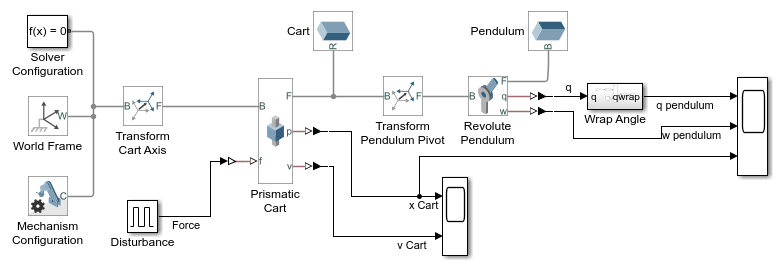 f(x) = 0
Solver
Configuration
World Frame
W
Mechanism
Configuration
C
B
F
Transform
Cart Axis
Disturbance
Force
Cart
R
B
F
p
f
v
Prismatic
Cart
B
F
Transform
Pendulum Pivot
Pendulum
B
B
F
q
w
Revolute
Pendulum
q
q
qwrap
Wrap Angle
q pendulum
w pendulum
x Cart
v Cart